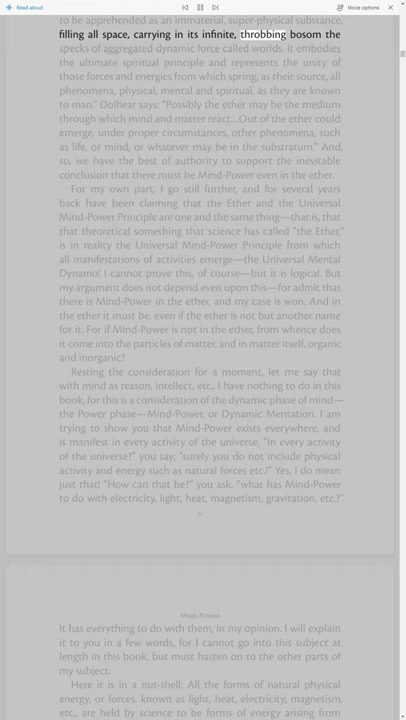 Read aloud
Voice options
to be apprehended as an immaterial, super-physical substance,
filling all space, carrying in its infinite, throbbing bosom the
specks of aggregated dynamic force called worlds. It embodies
the ultimate spiritual principle and represents the unity of
those forces and energies from which spring, as their source, all
phenomena, physical, mental and spiritual, as they are known
to man.” Dolbear says: “Possibly the ether may be the medium
through which mind and matter react....Out of the ether could
emerge, under proper circumstances, other phenomena, such
as life, or mind, or whatever may be in the substratum.” And,
so, we have the best of authority to support the inevitable
conclusion that there must be Mind-Power even in the ether.
For my own part, I go still further, and for several years
back have been claiming that the Ether and the Universal
Mind-Power Principle are one and the same thing—that is, that
that theoretical something that science has called “the Ether,”
is in reality the Universal Mind-Power Principle from which
all manifestations of activities emerge—the Universal Mental
Dynamo! I cannot prove this, of course—but it is logical. But
my argument does not depend even upon this—for admit that
there is Mind-Power in the ether, and my case is won. And in
the ether it must be, even if the ether is not but another name
for it. For if Mind-Power is not in the ether, from whence does
it come into the particles of matter, and in matter itself, organic
and inorganic?
Resting the consideration for a moment, let me say that
with mind as reason, intellect, etc., I have nothing to do in this
book, for this is a consideration of the dynamic phase of mind—
the Power phase—Mind-Power, or Dynamic Mentation. I am
trying to show you that Mind-Power exists everywhere, and
is manifest in every activity of the universe. “In every activity
of the universe?” you say; “surely you do not include physical
activity and energy such as natural forces etc.!” Yes, I do mean
just that! “How can that be?” you ask, “what has Mind-Power
to do with electricity, light, heat, magnetism, gravitation, etc.?”
Mind-Power
It has everything to do with them, in my opinion. I will explain
it to you in a few words, for I cannot go into this subject at
length in this book, but must hasten on to the other parts of
my subject.
Here it is in a nut-shell: All the forms of natural physical
energy, or forces, known as light, heat, electricity, magnetism,
etc., are held by science to be forms of energy arising from